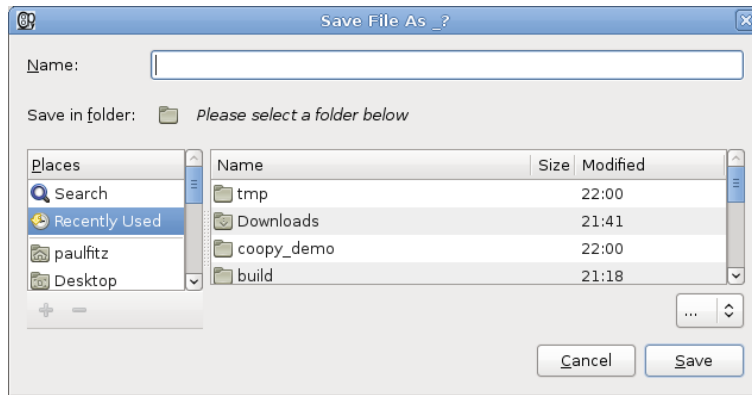 Save File As _?
Name:
Save in folder: Please select a folder below
Places Name Size Modified
Search tmp 22:00
Recently Used Downloads 21:41
paulfitz coopy_demo 22:00
Desktop build 21:18
...
Cancel Save